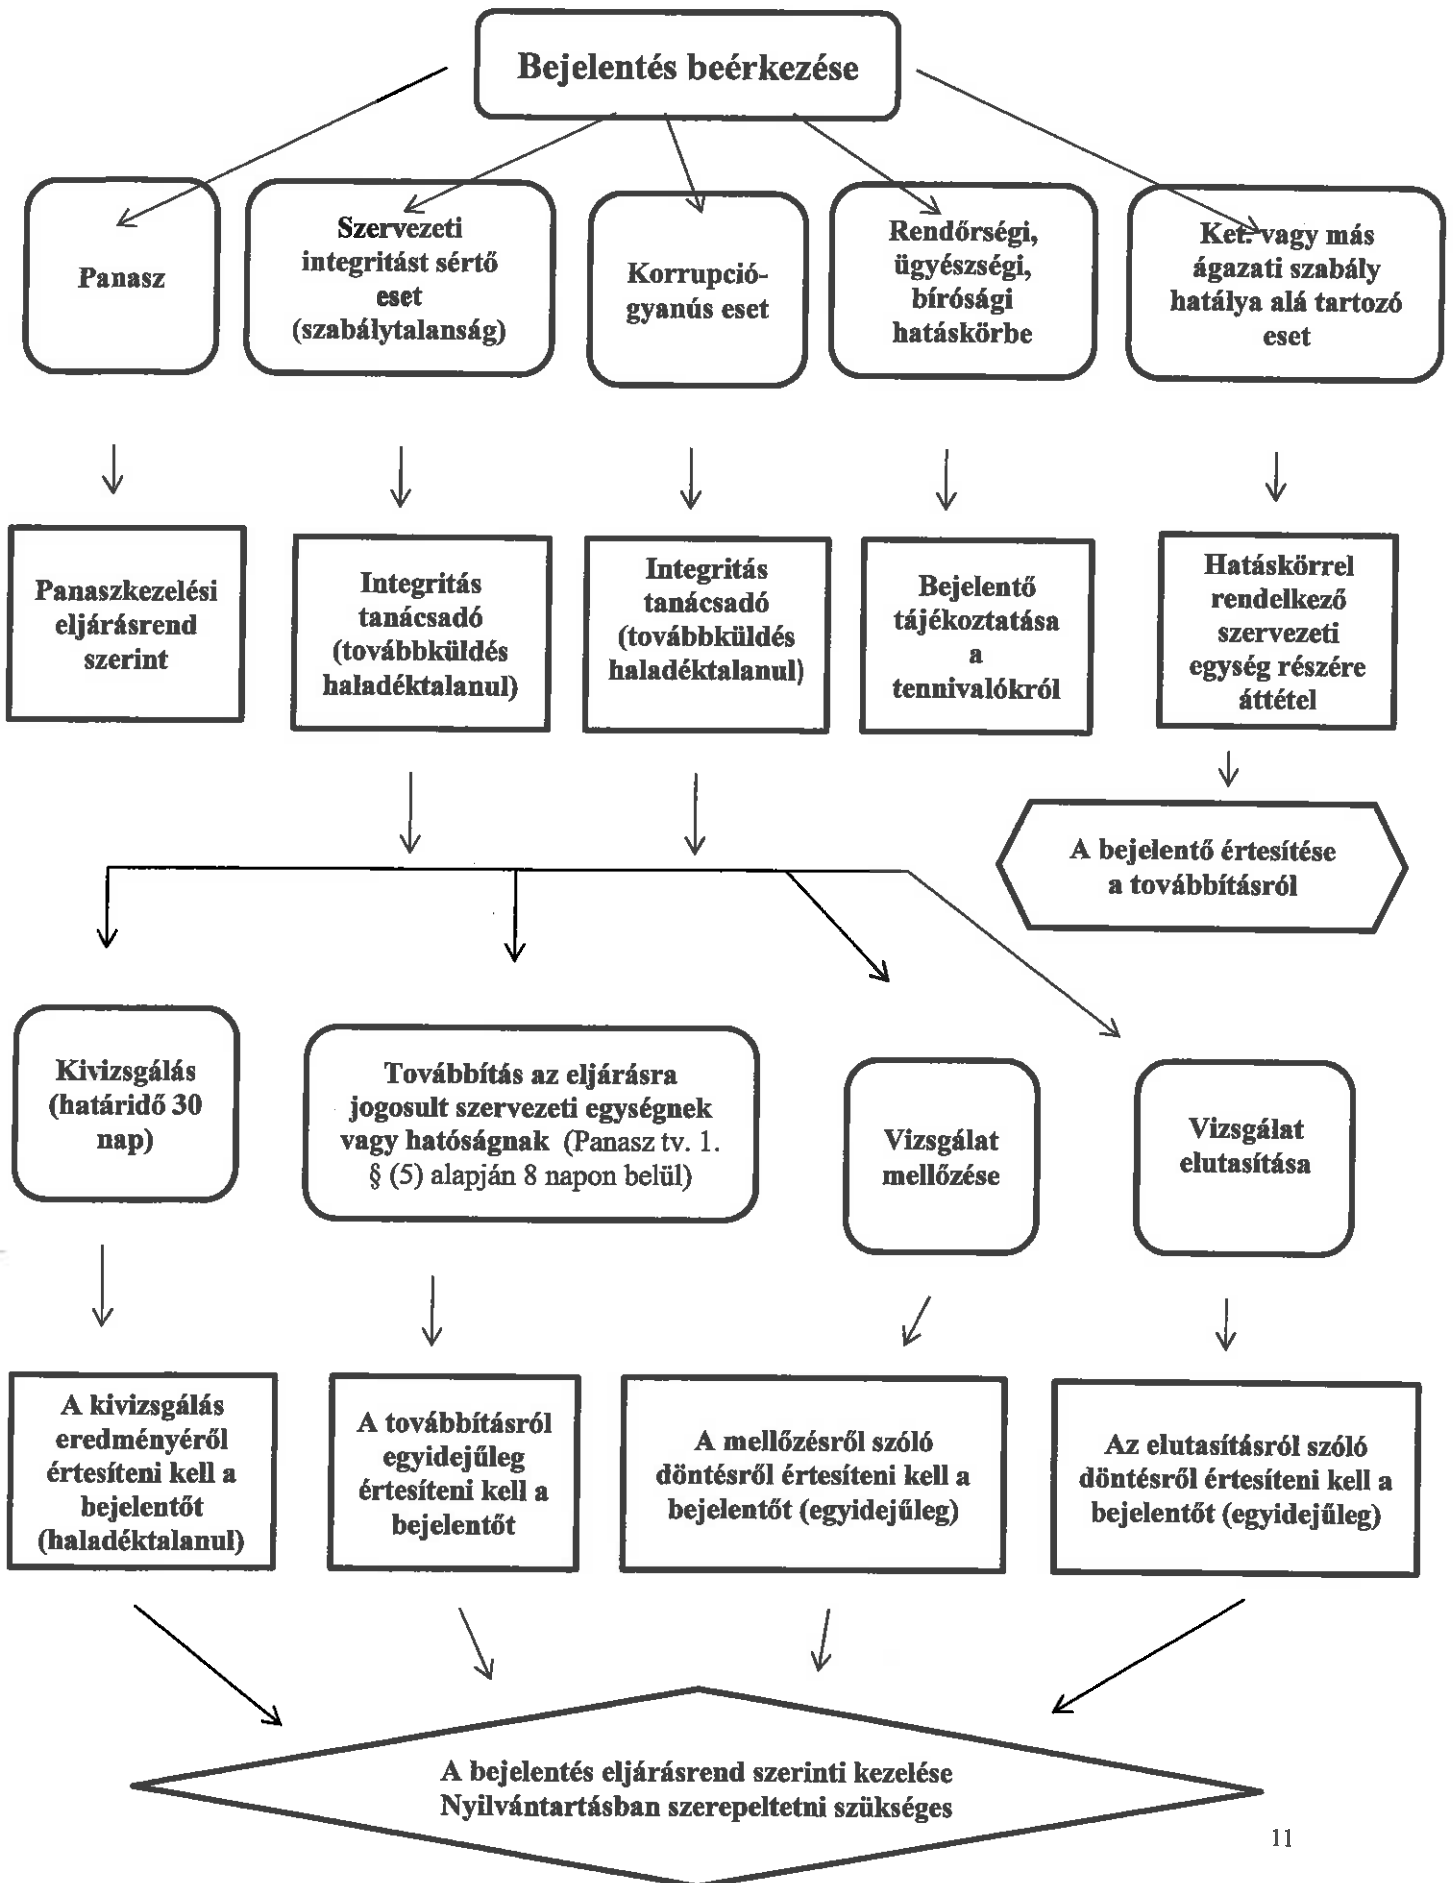 Bejelentés beérkezése
Panasz
Szervezeti
integritást sértő
eset
(szabálytalanság)
Korrupció-
gyanús eset
Rendőrségi,
ügyészségi,
bírósági
hatáskörbe
Ket. vagy más
ágazati szabály
hatálya alá tartozó
eset
Panaszkezelési
eljárásrend
szerint
Integritás
tanácsadó
(továbbküldés
haladéktalanul)
Integritás
tanácsadó
(továbbküldés
haladéktalanul)
Bejelentő
tájékoztatása
a
tennivalókról
Hatáskörrel
rendelkező
szervezeti
egység részére
áttétel
A bejelentő értesítése
a továbbításról
Kivizsgálás
(határidő 30
nap)
Továbbítás az eljárásra
jogosult szervezeti egységnek
vagy hatóságnak (Panasz tv. 1.
§ (5) alapján 8 napon belül)
Vizsgálat
mellőzése
Vizsgálat
elutasítása
A kivizsgálás
eredményéről
értesíteni kell a
bejelentőt
(haladéktalanul)
A továbbításról
egyidejűleg
értesíteni kell a
bejelentőt
A mellőzésről szóló
döntésről értesíteni kell a
bejelentőt (egyidejűleg)
Az elutasításról szóló
döntésről értesíteni kell a
bejelentőt (egyidejűleg)
A bejelentés eljárásrend szerinti kezelése
Nyilvántartásban szerepeltetni szükséges
11